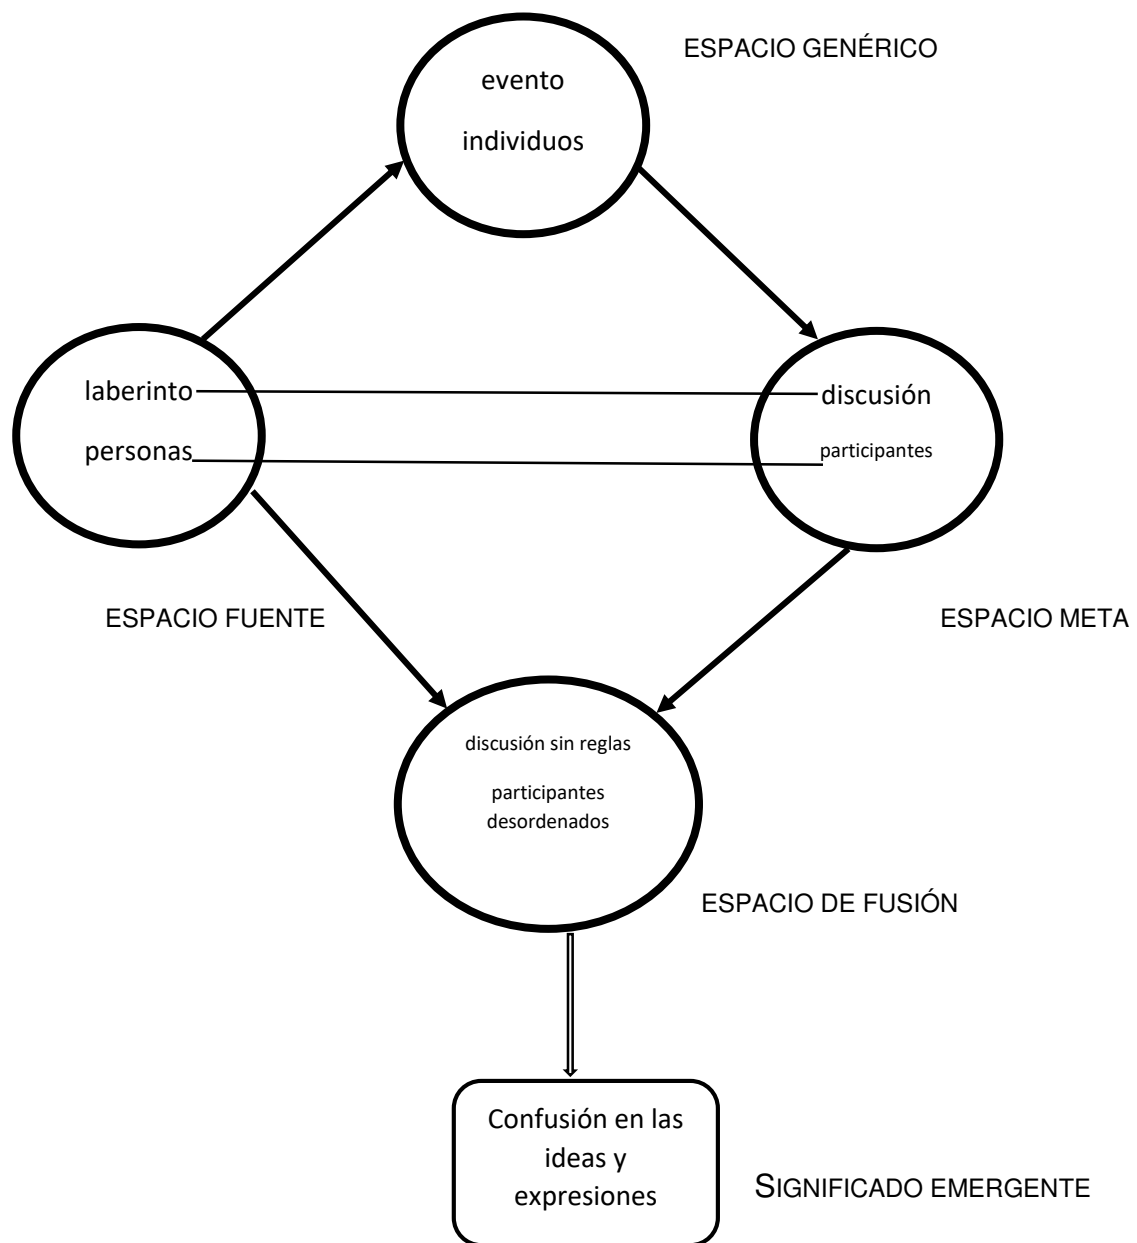 ESPACIO GENÉRICO
evento
individuos
laberinto
personas
discusión
participantes
ESPACIO FUENTE
ESPACIO META
discusión sin reglas
participantes
desordenados
ESPACIO DE FUSIÓN
Confusión en las
ideas y
expresiones
SIGNIFICADO EMERGENTE